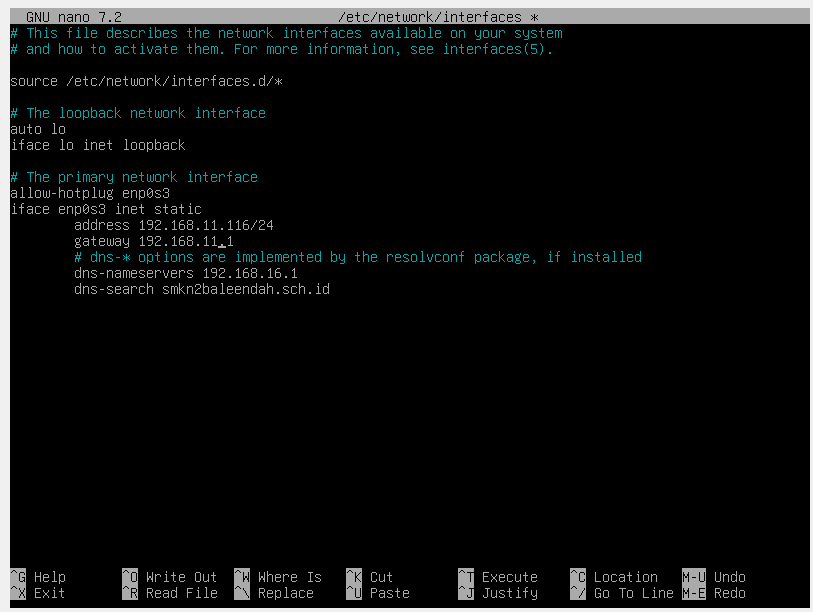 GNU nano 7.2 /etc/network/interfaces *
# This file describes the network interfaces available on your system
# and how to activate them. For more information, see interfaces(5).
source /etc/network/interfaces.d/*
# The loopback network interface
auto lo
iface lo inet loopback
# The primary network interface
allow-hotplug enp0s3
iface enp0s3 inet static
address 192.168.11.116/24
gateway 192.168.11.1
# dns-* options are implemented by the resolvconf package, if installed
dns-nameservers 192.168.16.1
dns-search smkn2baleendah.sch.id
^G Help ^O Write Out ^W Where Is ^K Cut ^T Execute ^C Location M-U Undo
^X Exit ^R Read File ^\ Replace ^U Paste ^J Justify ^/ Go To Line M-E Redo